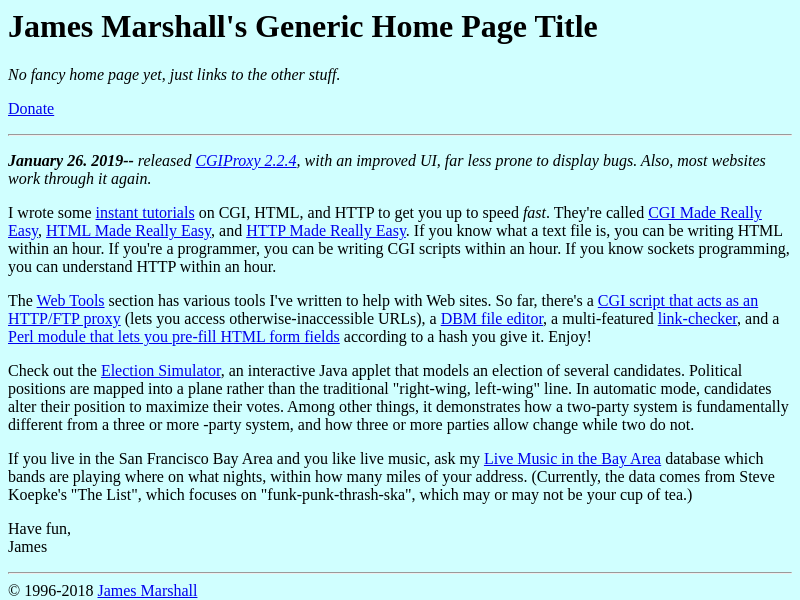 James Marshall's Generic Home Page Title
No fancy home page yet, just links to the other stuff.
Donate
January 26. 2019-- released CGIProxy 2.2.4, with an improved UI, far less prone to display bugs. Also, most websites
work through it again.
I wrote some instant tutorials on CGI, HTML, and HTTP to get you up to speed fast. They're called CGI Made Really
Easy, HTML Made Really Easy, and HTTP Made Really Easy. If you know what a text file is, you can be writing HTML
within an hour. If you're a programmer, you can be writing CGI scripts within an hour. If you know sockets programming,
you can understand HTTP within an hour.
The Web Tools section has various tools I've written to help with Web sites. So far, there's a CGI script that acts as an
HTTP/FTP proxy (lets you access otherwise-inaccessible URLs), a DBM file editor, a multi-featured link-checker, and a
Perl module that lets you pre-fill HTML form fields according to a hash you give it. Enjoy!
Check out the Election Simulator, an interactive Java applet that models an election of several candidates. Political
positions are mapped into a plane rather than the traditional "right-wing, left-wing" line. In automatic mode, candidates
alter their position to maximize their votes. Among other things, it demonstrates how a two-party system is fundamentally
different from a three or more -party system, and how three or more parties allow change while two do not.
If you live in the San Francisco Bay Area and you like live music, ask my Live Music in the Bay Area database which
bands are playing where on what nights, within how many miles of your address. (Currently, the data comes from Steve
Koepke's "The List", which focuses on "funk-punk-thrash-ska", which may or may not be your cup of tea.)
Have fun,
James
© 1996-2018 James Marshall